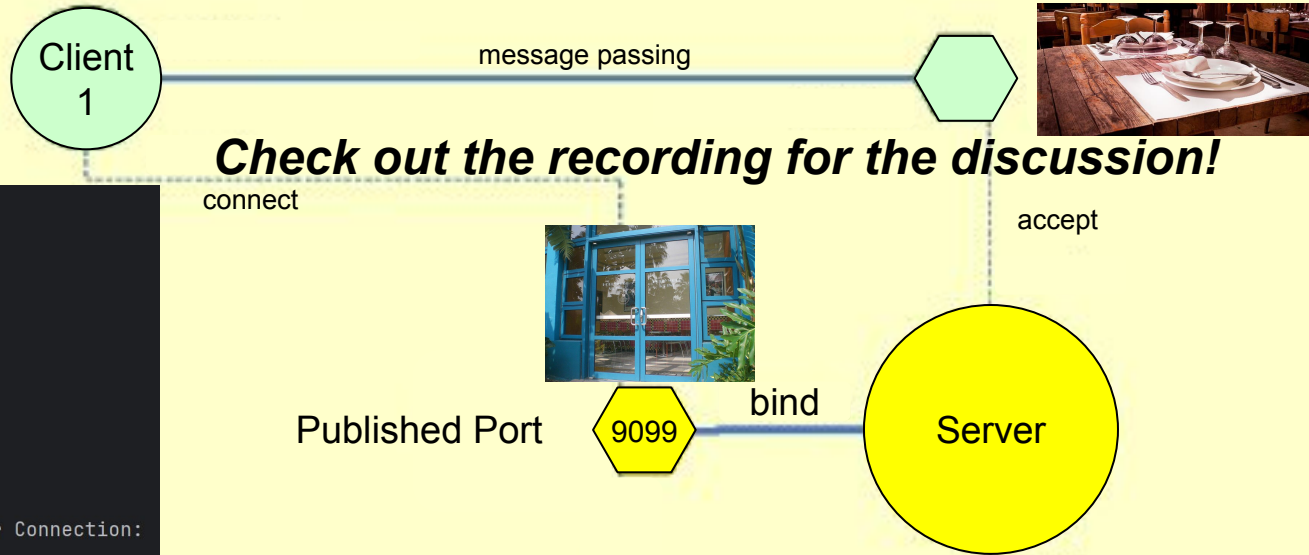 Client
1
message passing
Check out the recording for the discussion!
connect
accept
Published Port
9099
bind
Server
Connection: